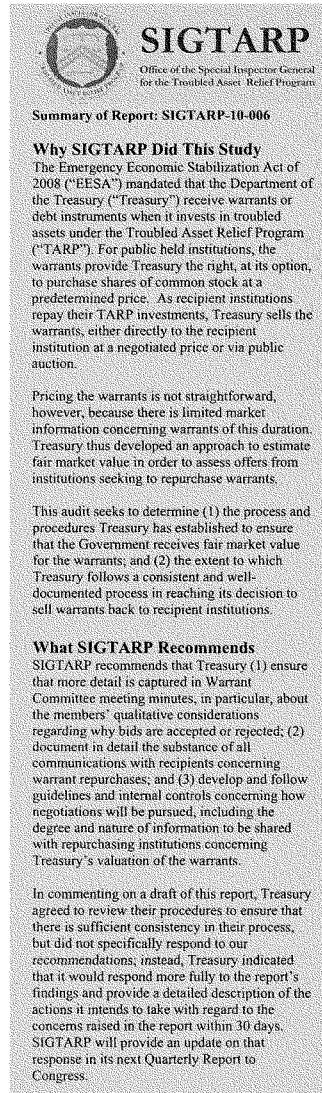 SIGTARP
Office of the Special Inspector General
for the Troubled Asset Relief Program
Summary of Report: SIGTARP-10-006
Why SIGTARP Did This Study
The Emergency Economic Stabilization Act of
2008 ("EESA") mandated that the Department of
the Treasury ("Treasury") receive warrants or
debt instruments when it invests in troubled
assets under the Troubled Asset Relief Program
("TARP"). For public held institutions, the
warrants provide Treasury the right, at its option,
to purchase shares of common stock at a
predetermined price. As recipient institutions
repay their TARP investments, Treasury sells the
warrants, either directly to the recipient
institution at a negotiated price or via public
auction.
Pricing the warrants is not straightforward,
however, because there is limited market
information concerning warrants of this duration.
Treasury thus developed an approach to estimate
fair market value in order to assess offers from
institutions seeking to repurchase warrants.
This audit seeks to determine (1) the process and
procedures Treasury has established to ensure
that the Government receives fair market value
for the warrants; and (2) the extent to which
Treasury follows a consistent and well-
documented process in reaching its decision to
sell warrants back to recipient institutions.
What SIGTARP Recommends
SIGTARP recommends that Treasury (1) ensure
that more detail is captured in Warrant
Committee meeting minutes, in particular, about
the members' qualitative considerations
regarding why bids are accepted or rejected; (2)
document in detail the substance of all
communications with recipients concerning
warrant repurchases; and (3) develop and follow
guidelines and internal controls concerning how
negotiations will be pursued, including the
degree and nature of information to be shared
with repurchasing institutions concerning
Treasury's valuation of the warrants.
In commenting on a draft of this report, Treasury
agreed to review their procedures to ensure that
there is sufficient consistency in their process,
but did not specifically respond to our
recommendations; instead, Treasury indicated
that it would respond more fully to the report's
findings and provide a detailed description of the
actions it intends to take with regard to the
concerns raised in the report within 30 days.
SIGTARP will provide an update on that
response in its next Quarterly Report to
Congress.